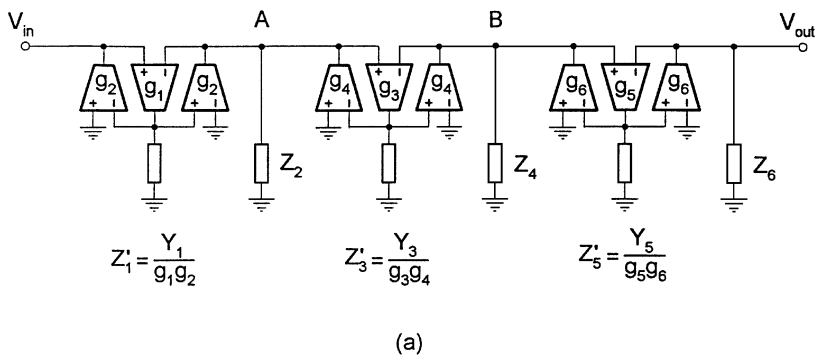 A B
V_in V_out
+ - + - + -
g_2 g_1 g_2 g_4 g_3 g_4 g_6 g_5 g_6
+ - - + + - - + + - - +
Z_2 Z_4 Z_6
Z'_1 = Y_1 / g_1g_2 Z'_3 = Y_3 / g_3g_4 Z'_5 = Y_5 / g_5g_6
(a)